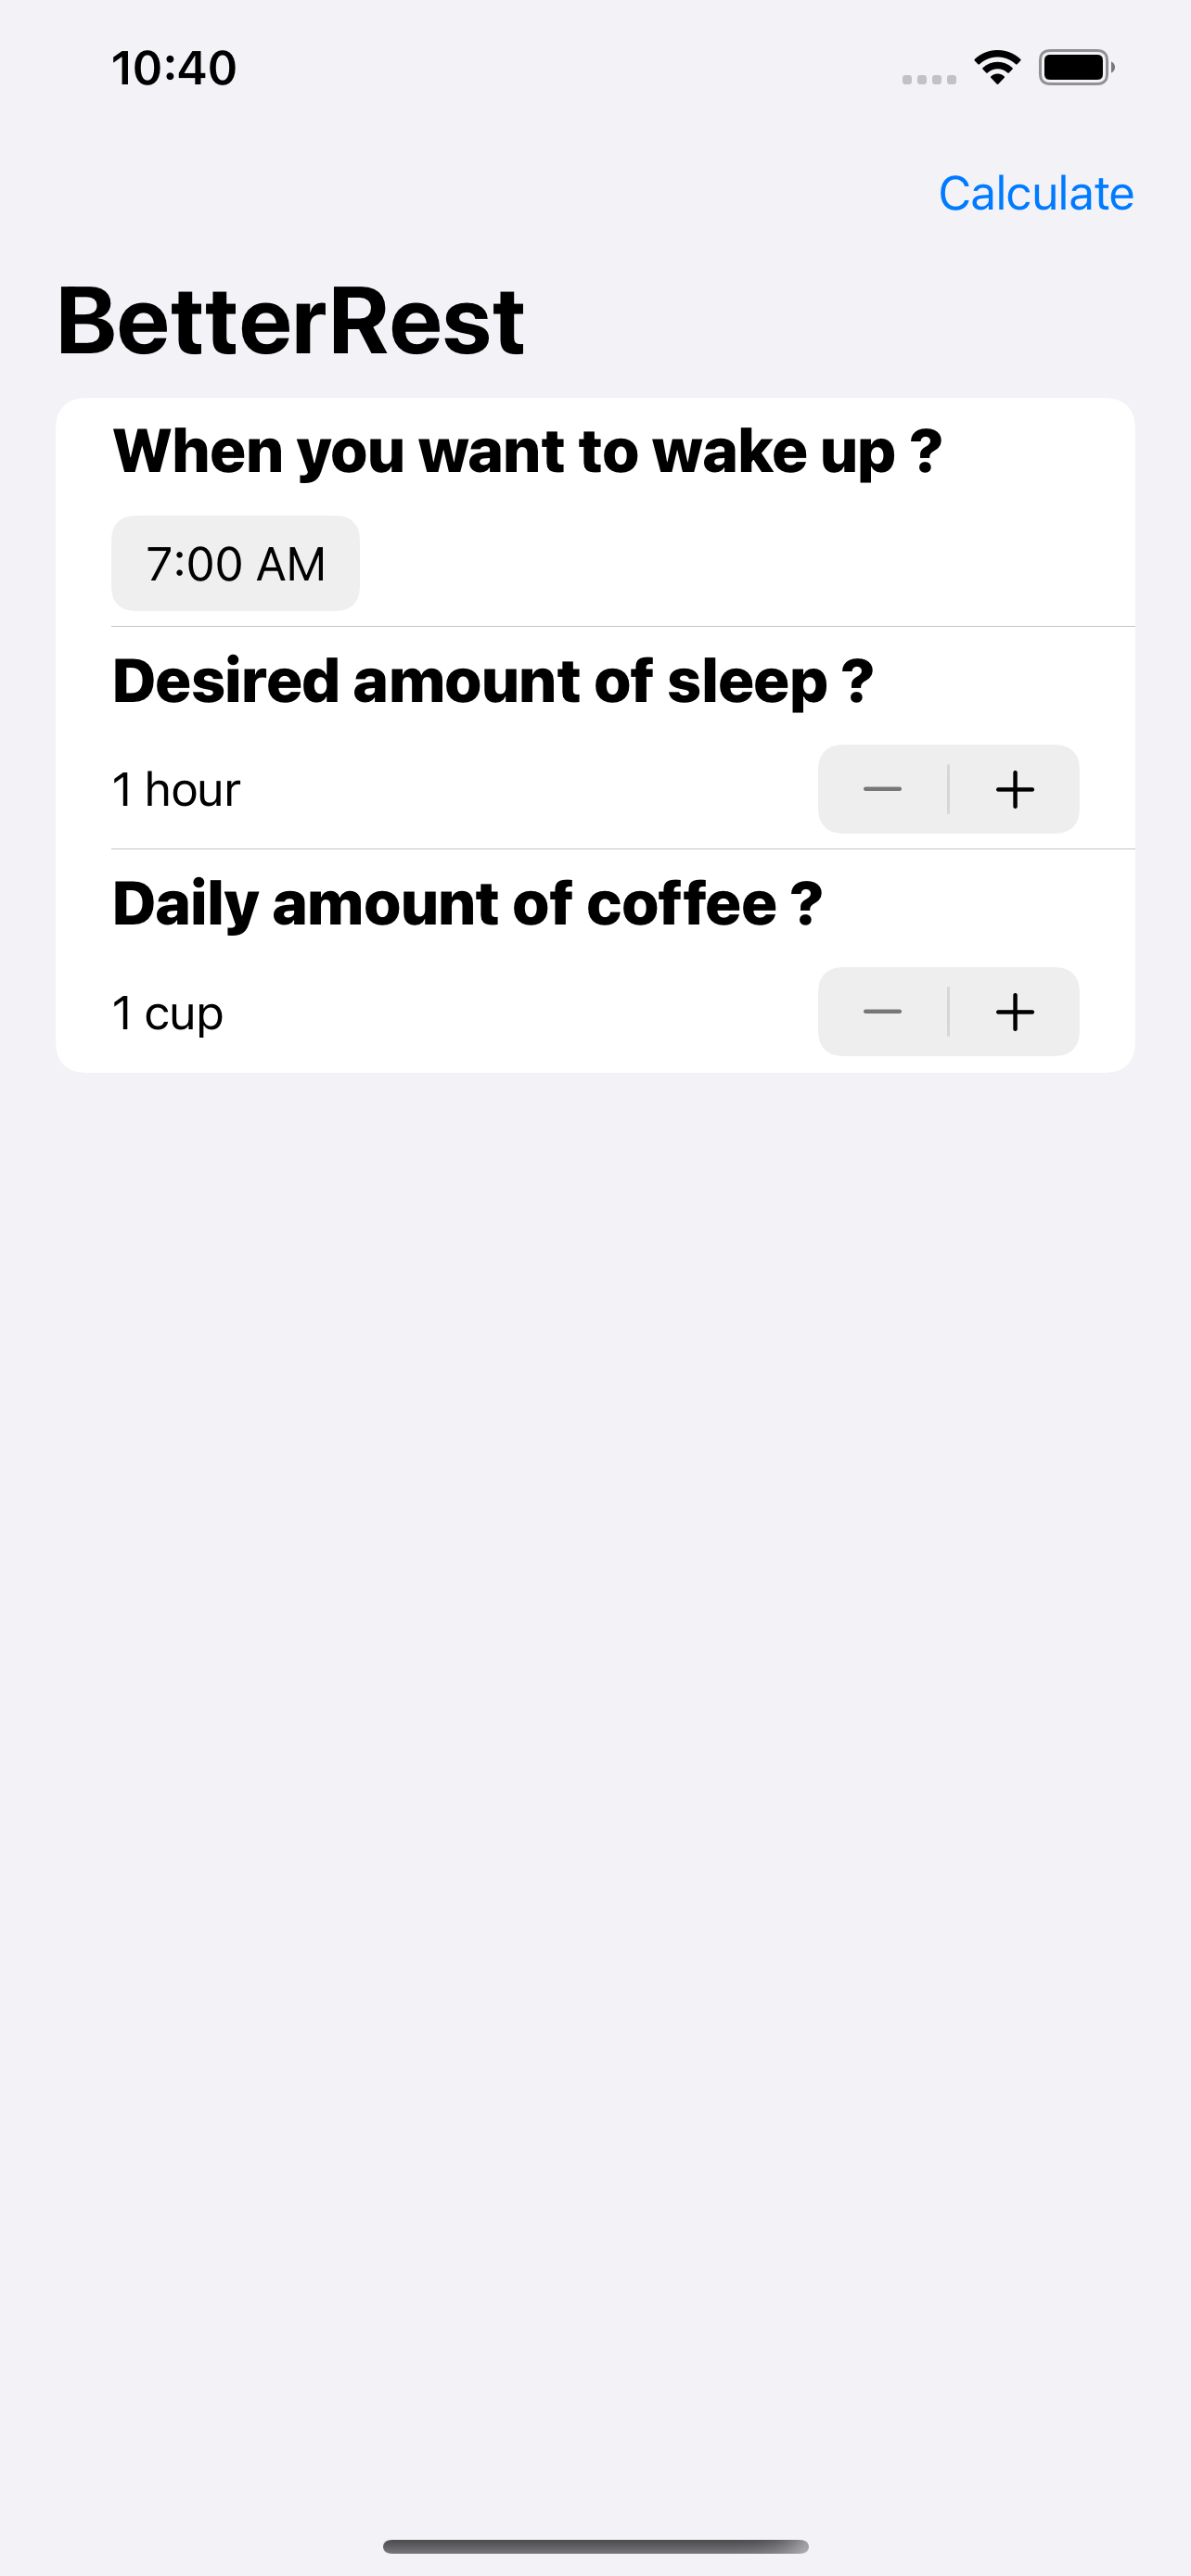 10:40
Calculate
BetterRest
When you want to wake up ?
7:00 AM
Desired amount of sleep ?
1 hour
Daily amount of coffee ?
1 cup